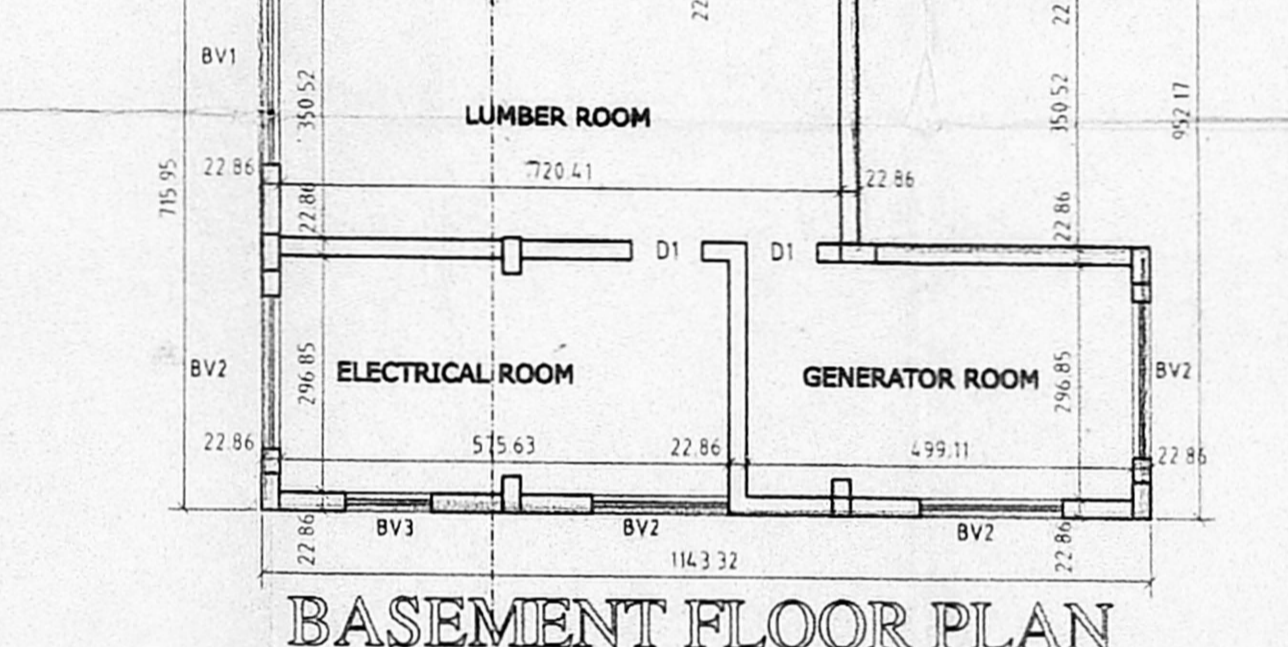 22
22
BV1
350.52
350.52
952.17
LUMBER ROOM
22.86
720.41
22.86
715.95
22.86
22.86
D1
D1
BV2
296.85
ELECTRICAL ROOM
GENERATOR ROOM
296.85
BV2
22.86
575.63
22.86
499.11
22.86
22.86
BV3
BV2
BV2
22.86
1143.32
BASEMENT FLOOR PLAN